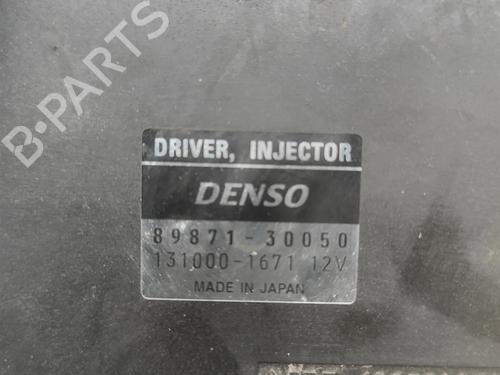 B-PARTS
DRIVER, INJECTOR
DENSO
89871-30050
131000-1671 12V
MADE IN JAPAN